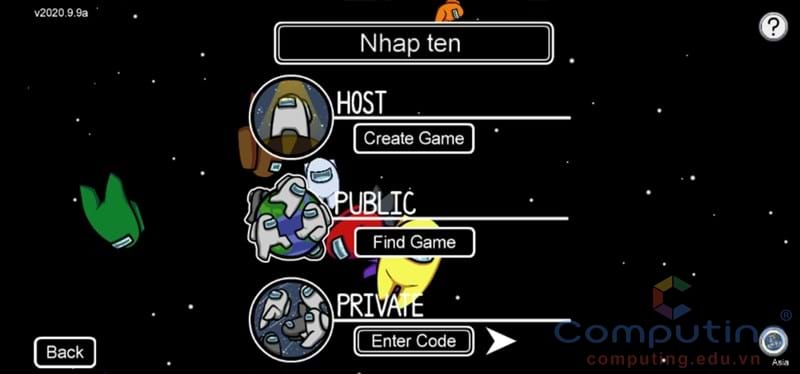 v2020.9.9a
Nhap ten
?
HOST
Create Game
PUBLIC
Find Game
PRIVATE
Enter Code
Back
Computing®
computing.edu.vn
Asia